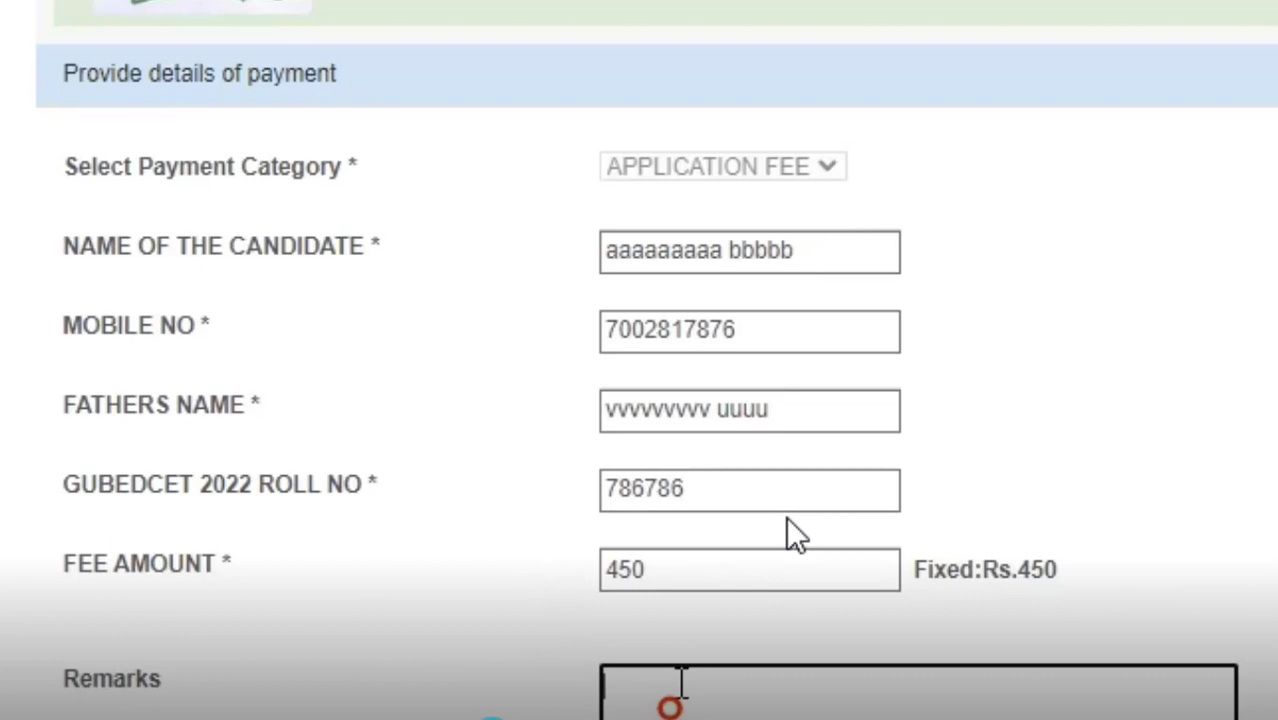 Provide details of payment
Select Payment Category * APPLICATION FEE
NAME OF THE CANDIDATE * aaaaaaaaa bbbbb
MOBILE NO * 7002817876
FATHERS NAME * vvvvvvvvv uuuu
GUBEDCET 2022 ROLL NO * 786786
FEE AMOUNT * 450 Fixed:Rs.450
Remarks